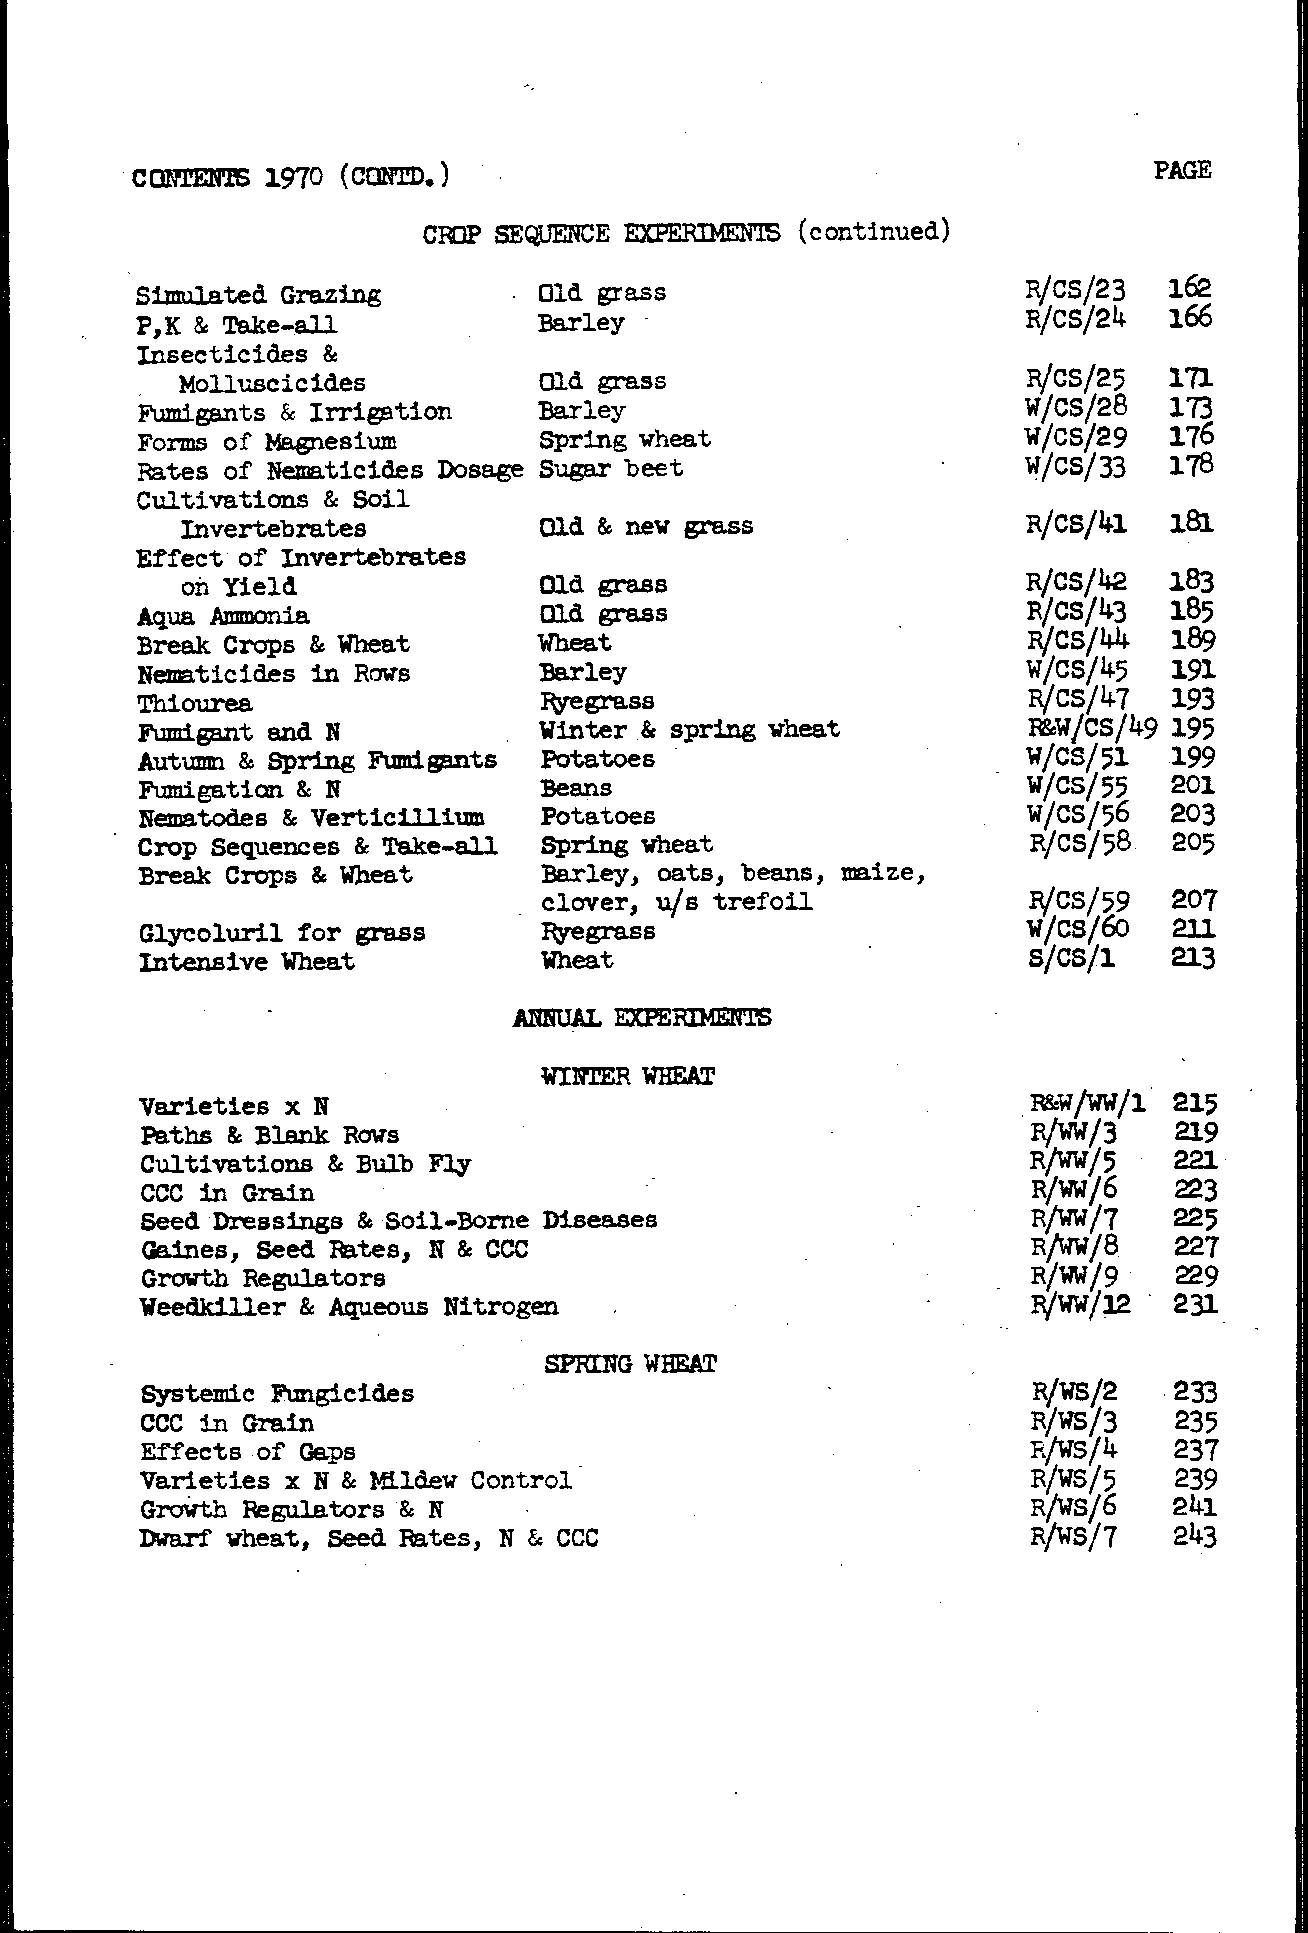 CONTENTS 1970 (CONTD.) PAGE
CROP SEQUENCE EXPERIMENTS (continued)
Simulated Grazing Old grass R/CS/23 162
P,K & Take-all Barley R/CS/24 166
Insecticides &
Molluscicides Old grass R/CS/25 171
Fumigants & Irrigation Barley W/CS/28 173
Forms of Magnesium Spring wheat W/CS/29 176
Rates of Nematicides Dosage Sugar beet W/CS/33 178
Cultivations & Soil
Invertebrates Old & new grass R/CS/41 181
Effect of Invertebrates
on Yield Old grass R/CS/42 183
Aqua Ammonia Old grass R/CS/43 185
Break Crops & Wheat Wheat R/CS/44 189
Nematicides in Rows Barley W/CS/45 191
Thiourea Ryegrass R/CS/47 193
Fumigant and N Winter & spring wheat R&W/CS/49 195
Autumn & Spring Fumigants Potatoes W/CS/51 199
Fumigation & N Beans W/CS/55 201
Nematodes & Verticillium Potatoes W/CS/56 203
Crop Sequences & Take-all Spring wheat R/CS/58 205
Break Crops & Wheat Barley, oats, beans, maize,
clover, u/s trefoil R/CS/59 207
Glycoluril for grass Ryegrass W/CS/60 211
Intensive Wheat Wheat S/CS/1 213
ANNUAL EXPERIMENTS
WINTER WHEAT
Varieties x N R&W/WW/1 215
Paths & Blank Rows R/WW/3 219
Cultivations & Bulb Fly R/WW/5 221
CCC in Grain R/WW/6 223
Seed Dressings & Soil-Borne Diseases R/WW/7 225
Gaines, Seed Rates, N & CCC R/WW/8 227
Growth Regulators R/WW/9 229
Weedkiller & Aqueous Nitrogen R/WW/12 231
SPRING WHEAT
Systemic Fungicides R/WS/2 233
CCC in Grain R/WS/3 235
Effects of Gaps R/WS/4 237
Varieties x N & Mildew Control R/WS/5 239
Growth Regulators & N R/WS/6 241
Dwarf wheat, Seed Rates, N & CCC R/WS/7 243